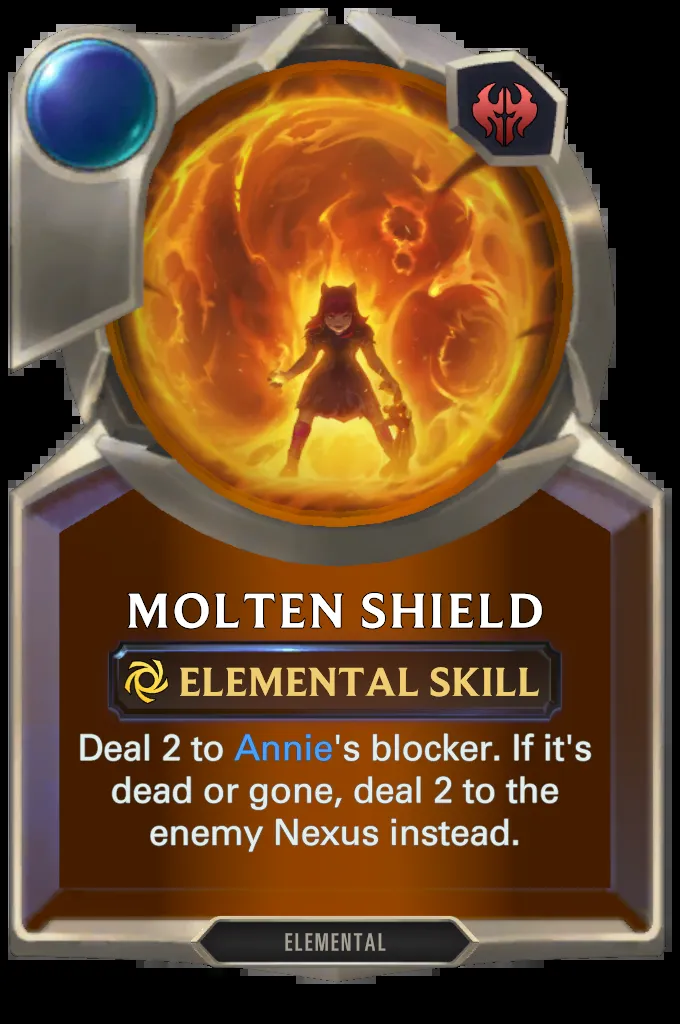 MOLTEN SHIELD
ELEMENTAL SKILL
Deal 2 to Annie's blocker. If it's
dead or gone, deal 2 to the
enemy Nexus instead.
ELEMENTAL